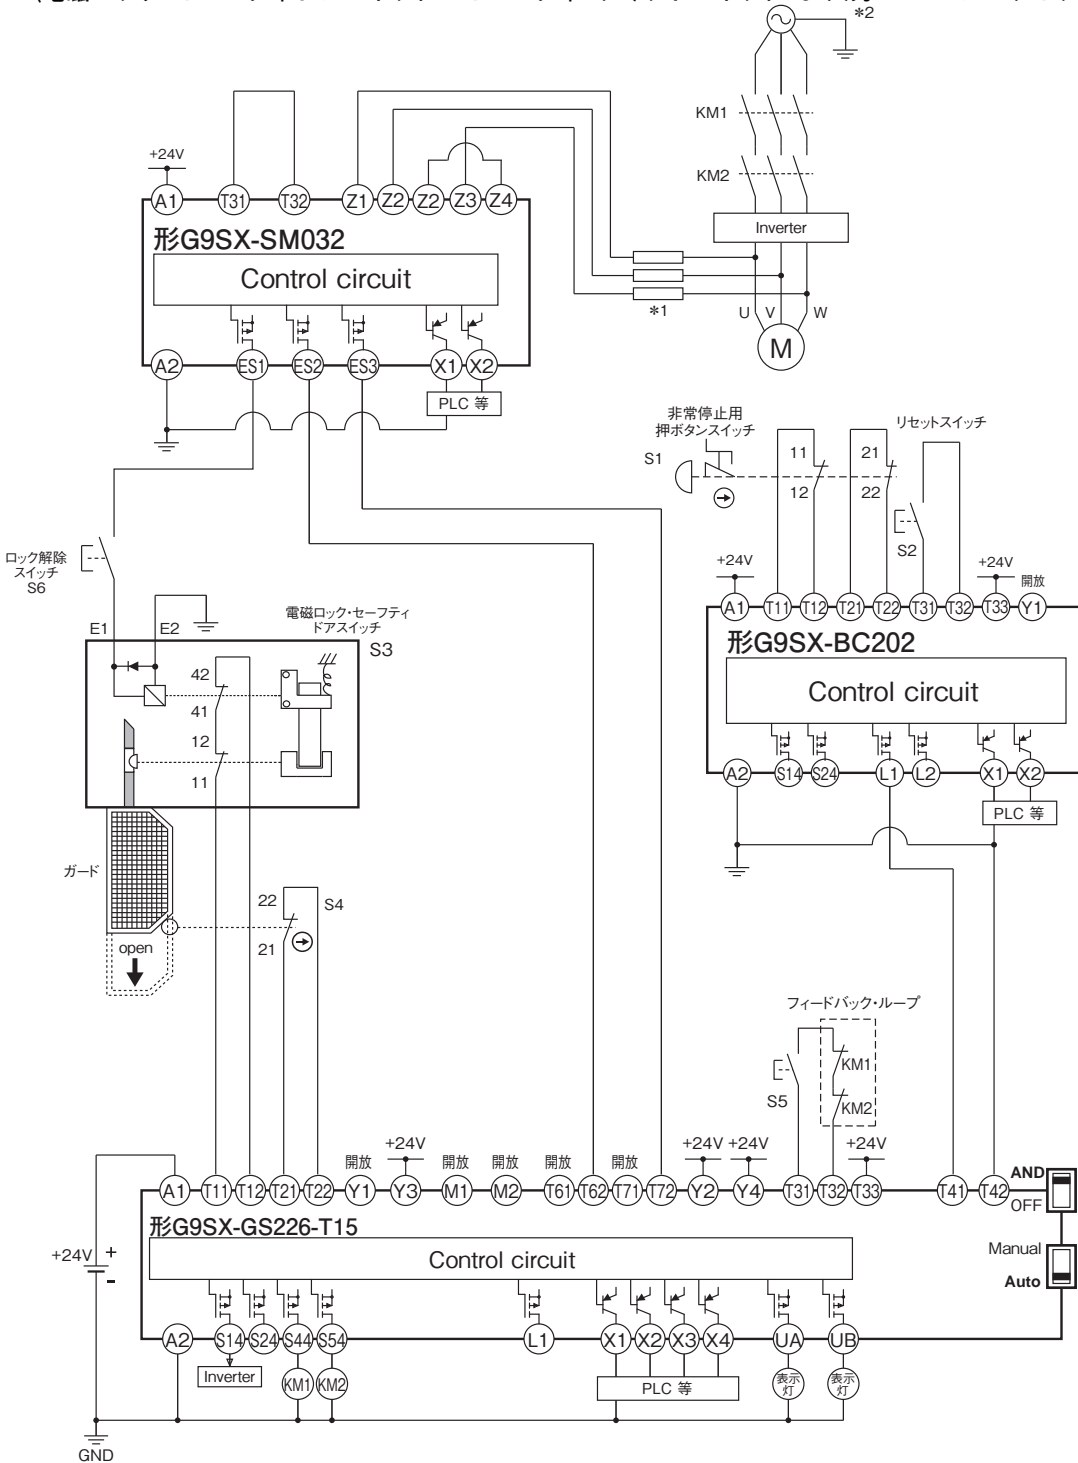 *2
KM1
KM2
Inverter
*1
U V W
M
+24V
A1 T31 T32 Z1 Z2 Z2 Z3 Z4
形G9SX-SM032
Control circuit
A2 ES1 ES2 ES3 X1 X2
PLC 等
非常停止用
押ボタンスイッチ
S1
11
12
21
22
リセットスイッチ
S2
+24V
+24V
開放
A1 T11 T12 T21 T22 T31 T32 T33 Y1
形G9SX-BC202
Control circuit
A2 S14 S24 L1 L2 X1 X2
PLC 等
ロック解除
スイッチ
S6
E1 E2
電磁ロック・セーフティ
ドアスイッチ
S3
42
41
12
11
ガード
open
22
21
S4
フィードバック・ループ
KM1
KM2
S5
開放 +24V 開放 開放 開放 開放 +24V +24V +24V
A1 T11 T12 T21 T22 Y1 Y3 M1 M2 T61 T62 T71 T72 Y2 Y4 T31 T32 T33 T41 T42
AND
OFF
Manual
Auto
形G9SX-GS226-T15
Control circuit
+24V + -
A2 S14 S24 S44 S54 L1 X1 X2 X3 X4 UA UB
Inverter
KM1 KM2
PLC 等
表示
灯
表示
灯
GND